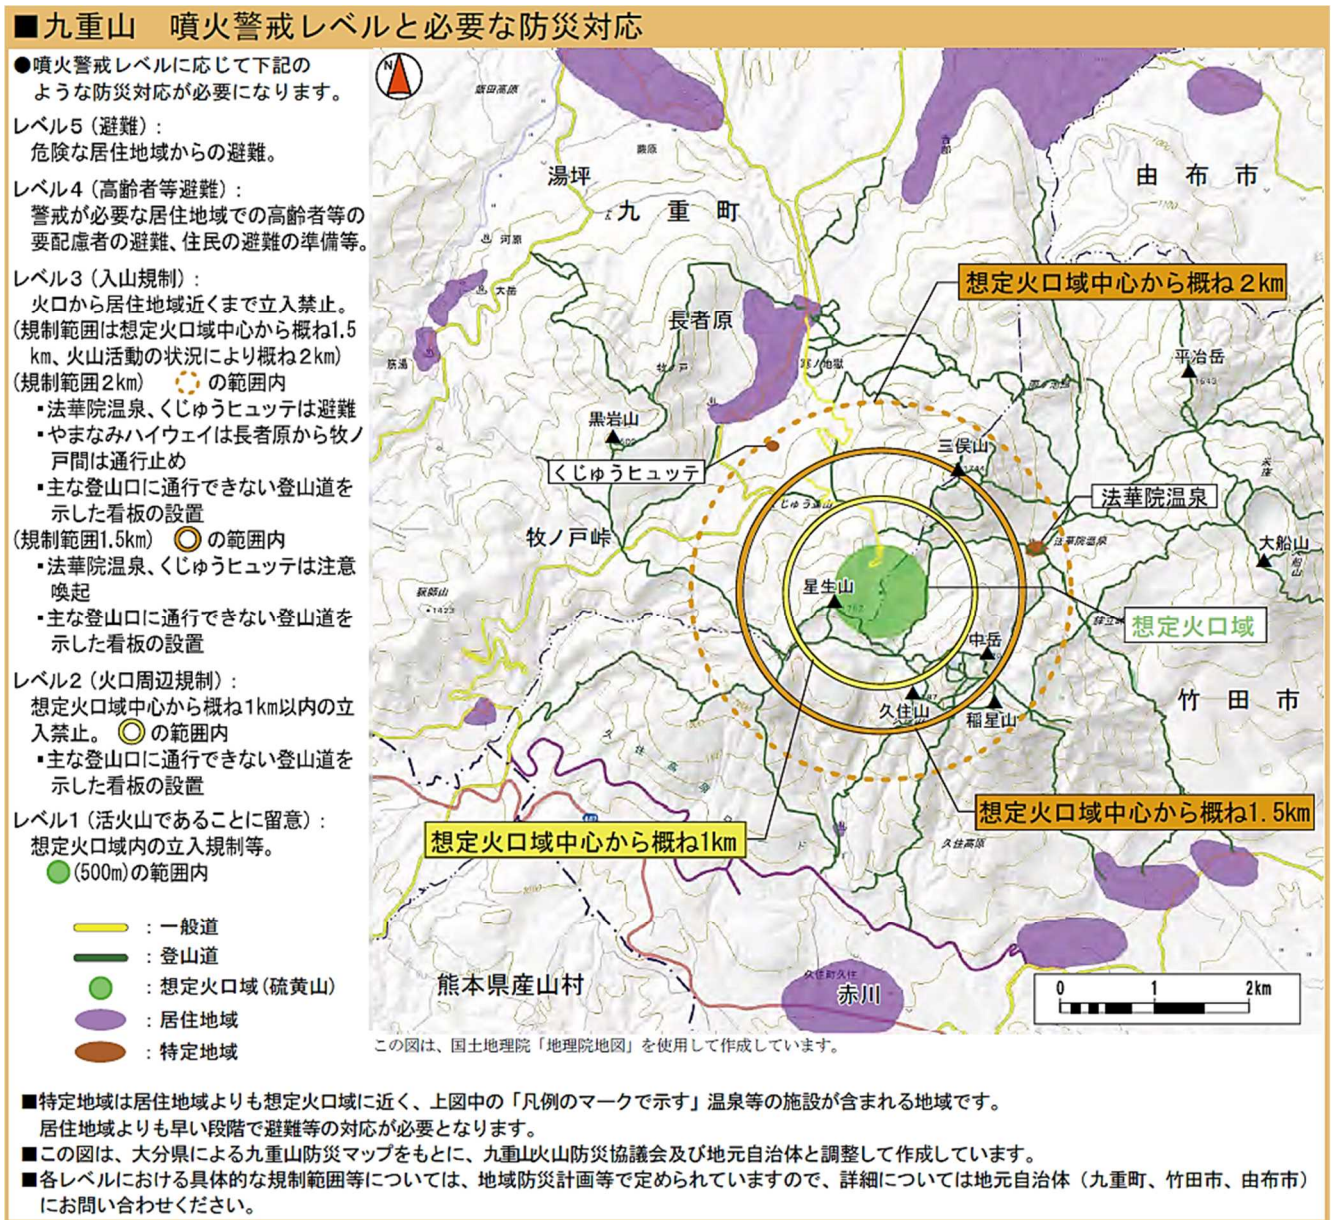 ■九重山　噴火警戒レベルと必要な防災対応
●噴火警戒レベルに応じて下記の
ような防災対応が必要になります。
レベル5（避難）：
危険な居住地域からの避難。
レベル4（高齢者等避難）：
警戒が必要な居住地域での高齢者等の
要配慮者の避難、住民の避難の準備等。
レベル3（入山規制）：
火口から居住地域近くまで立入禁止。
(規制範囲は想定火口域中心から概ね1.5
km、火山活動の状況により概ね2km)
(規制範囲2km)　の範囲内
▪法華院温泉、くじゅうヒュッテは避難
▪やまなみハイウェイは長者原から牧ノ
戸間は通行止め
▪主な登山口に通行できない登山道を
示した看板の設置
(規制範囲1.5km)　の範囲内
▪法華院温泉、くじゅうヒュッテは注意
喚起
▪主な登山口に通行できない登山道を
示した看板の設置
レベル2（火口周辺規制）：
想定火口域中心から概ね1km以内の立
入禁止。　の範囲内
▪主な登山口に通行できない登山道を
示した看板の設置
レベル1（活火山であることに留意）：
想定火口域内の立入規制等。
(500m)の範囲内
：一般道
：登山道
：想定火口域(硫黄山)
：居住地域
：特定地域
N
飯田高原
湯坪
九重町
由布市
河原
大岳
筋湯
想定火口域中心から概ね2km
長者原
牧ノ戸
平治岳
1643
黒岩山
三俣山
くじゅうヒュッテ
法華院温泉
法華院温泉
牧ノ戸峠
大船山
星生山
1762
想定火口域
中岳
1423
竹田市
久住山
稲星山
久住高原
想定火口域中心から概ね1.5km
想定火口域中心から概ね1km
442
久住高原
熊本県産山村
久住町久住
赤川
0 1 2km
この図は、国土地理院「地理院地図」を使用して作成しています。
■特定地域は居住地域よりも想定火口域に近く、上図中の「凡例のマークで示す」温泉等の施設が含まれる地域です。
居住地域よりも早い段階で避難等の対応が必要となります。
■この図は、大分県による九重山防災マップをもとに、九重山火山防災協議会及び地元自治体と調整して作成しています。
■各レベルにおける具体的な規制範囲等については、地域防災計画等で定められていますので、詳細については地元自治体（九重町、竹田市、由布市）
にお問い合わせください。